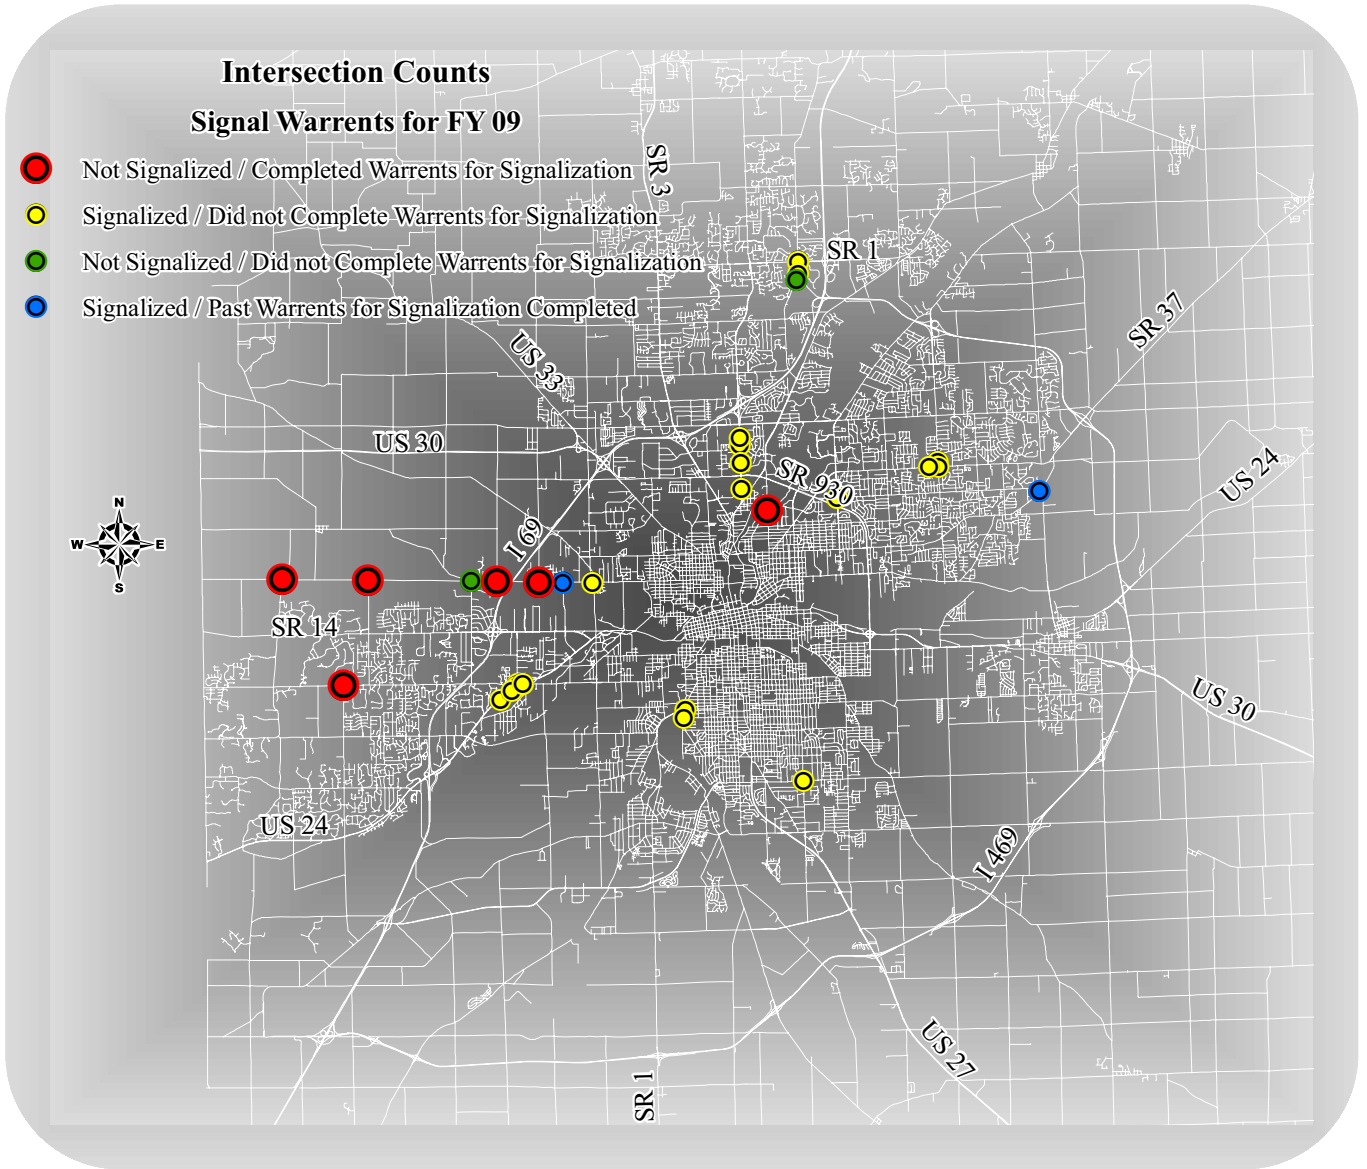 Intersection Counts
Signal Warrents for FY 09
Not Signalized / Completed Warrents for Signalization
Signalized / Did not Complete Warrents for Signalization
Not Signalized / Did not Complete Warrents for Signalization
Signalized / Past Warrents for Signalization Completed
SR 3
SR 1
SR 37
US 33
US 30
US 24
SR 930
I 69
N
W
E
S
SR 14
US 30
US 24
I 469
US 27
SR 1